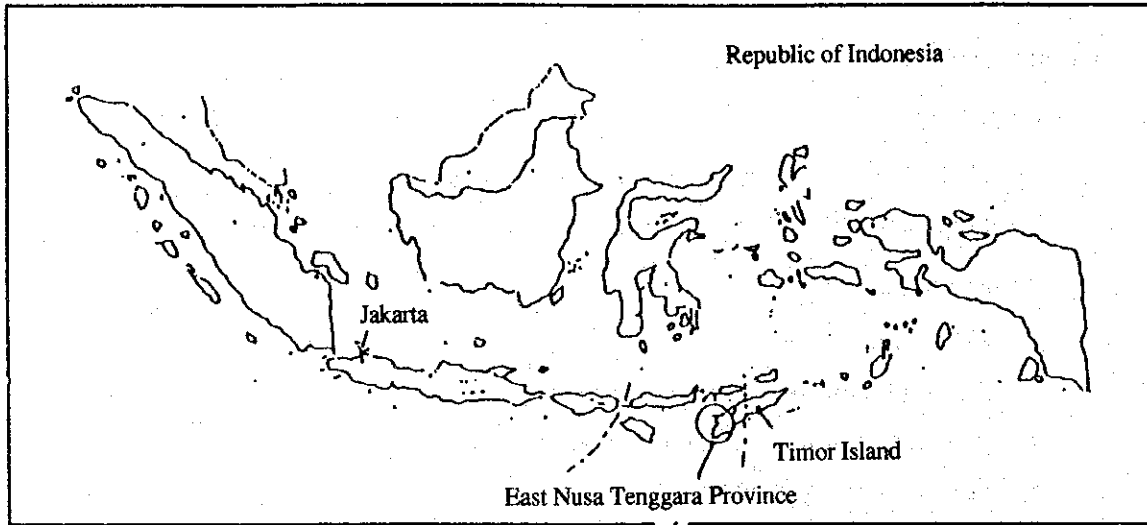 Republic of Indonesia
Jakarta
Timor Island
East Nusa Tenggara Province